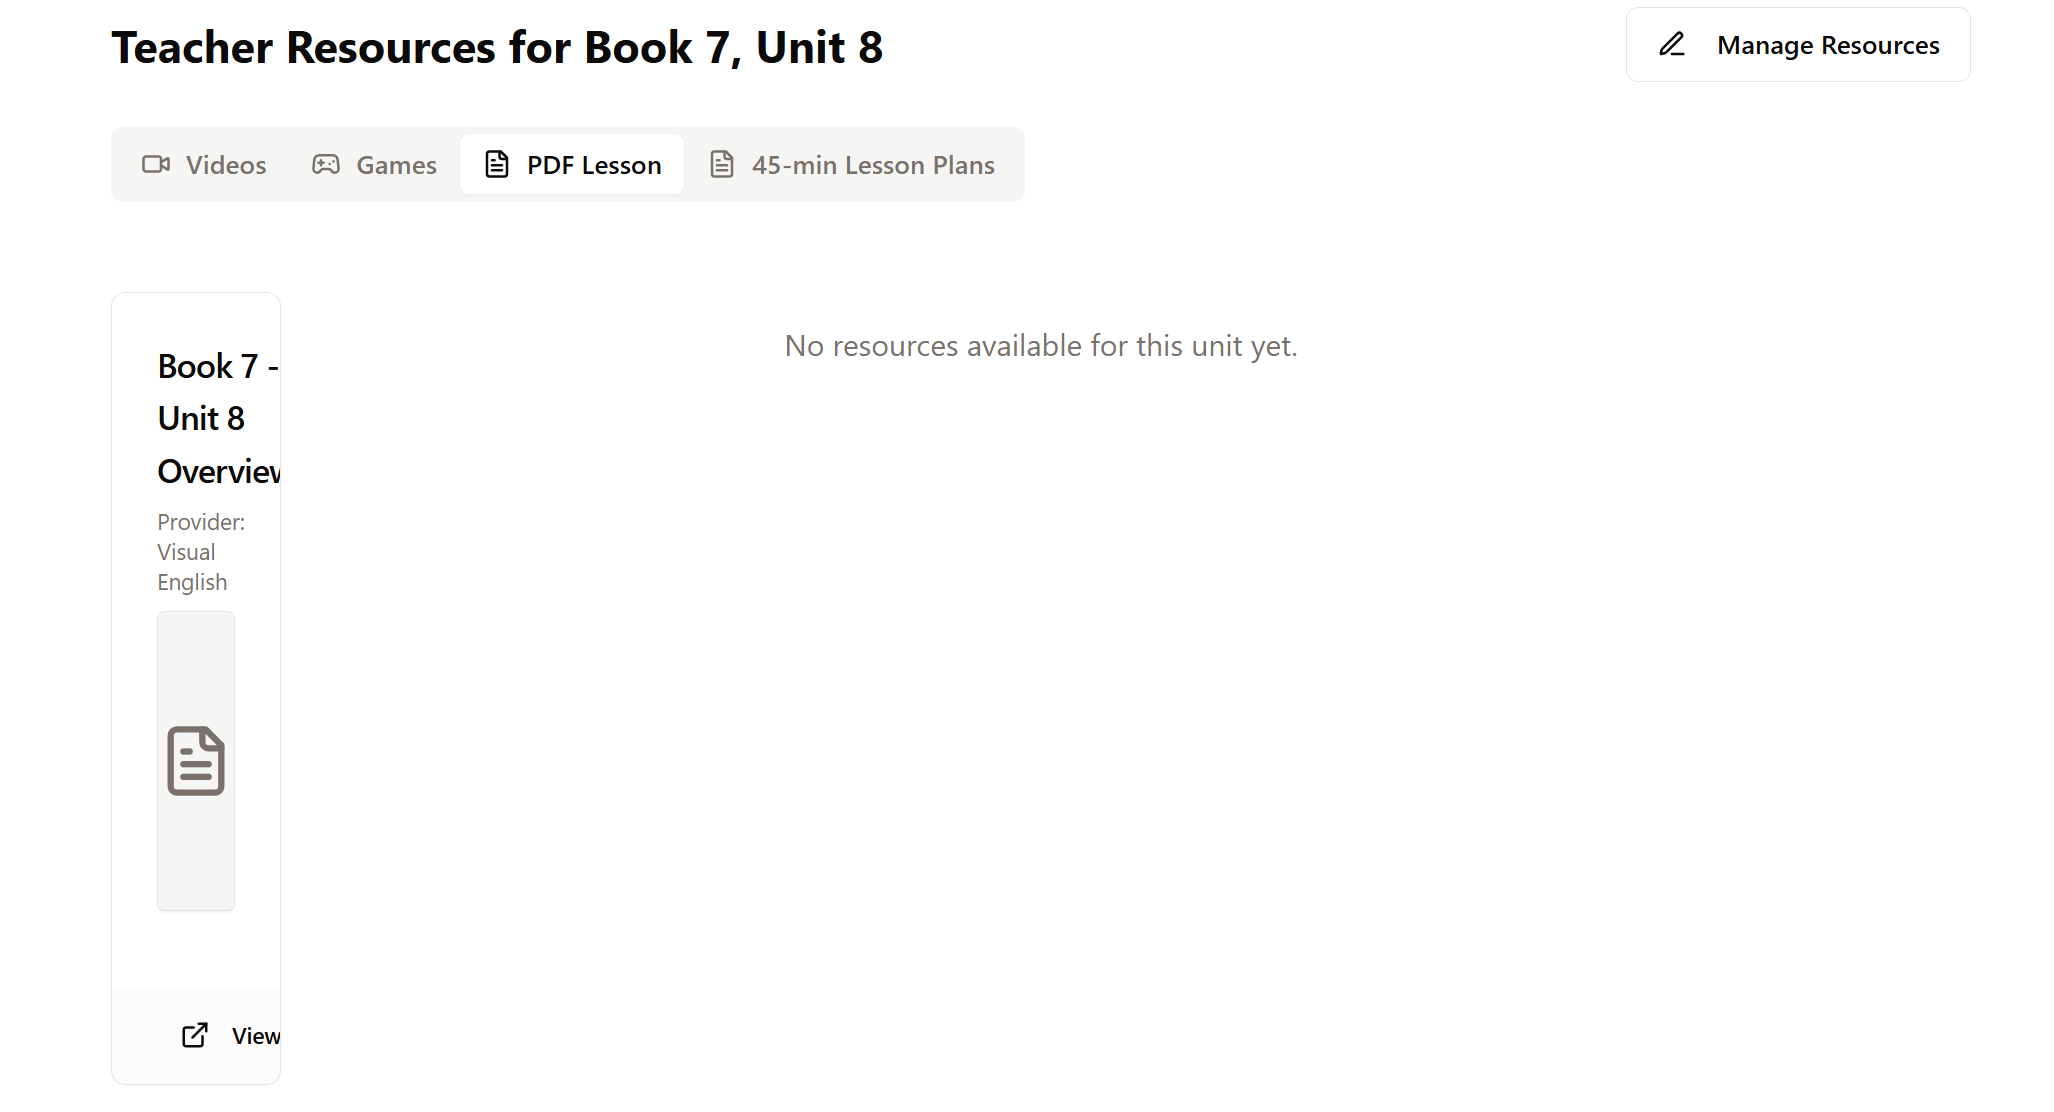 Teacher Resources for Book 7, Unit 8
Manage Resources
Videos
Games
PDF Lesson
45-min Lesson Plans
Book 7 -
Unit 8
Overview
Provider:
Visual
English
View
No resources available for this unit yet.